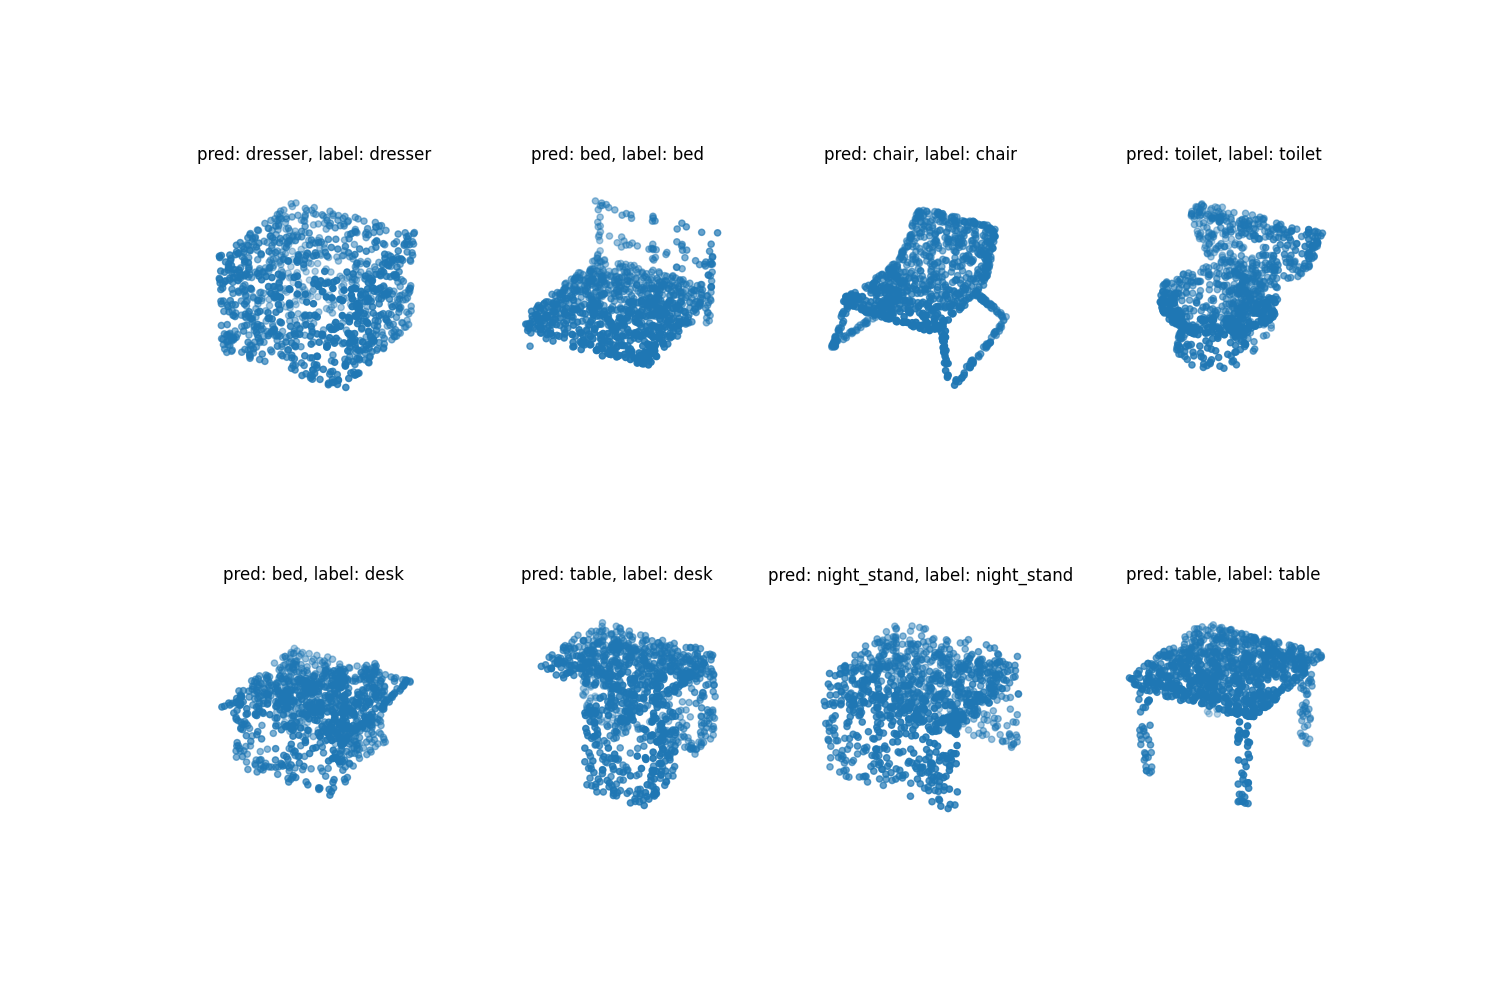 pred: dresser, label: dresser
pred: bed, label: bed
pred: chair, label: chair
pred: toilet, label: toilet
pred: bed, label: desk
pred: table, label: desk
pred: night_stand, label: night_stand
pred: table, label: table